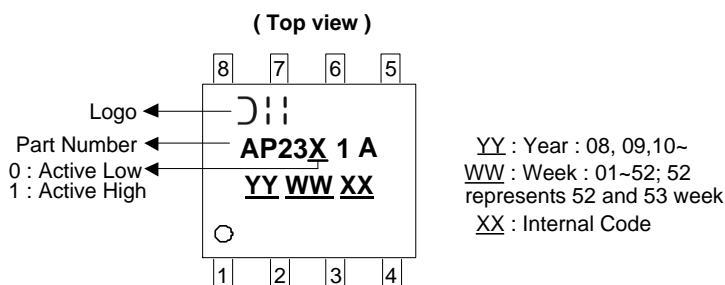 ( Top view )
8 7 6 5
Logo
Part Number
AP23X 1 A
0 : Active Low
1 : Active High
YY WW XX
YY : Year : 08, 09,10~
WW : Week : 01~52; 52
represents 52 and 53 week
XX : Internal Code
1 2 3 4